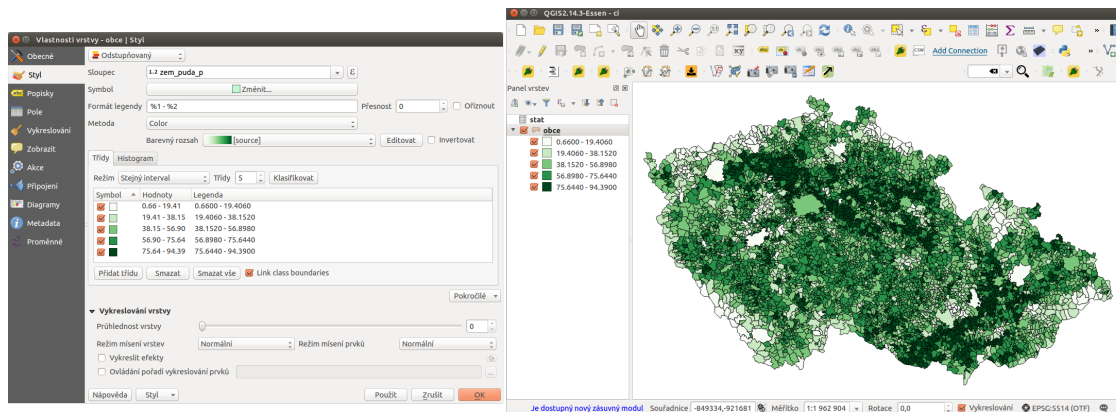 Vlastnosti vrstvy - obce | Styl
Obecné
Styl
Popisky
Pole
Vykreslování
Zobrazit
Akce
Připojení
Diagramy
Metadata
Proměnné
Odstupňovaný
Sloupec 1.2 zem_puda_p ε
Symbol Změnit...
Formát legendy %1 - %2 Přesnost 0 Oříznout
Metoda Color
Barevný rozsah [source] Editovat Invertovat
Třídy Histogram
Režim Stejný interval Třídy 5 Klasifikovat
Symbol Hodnoty Legenda
0.66 - 19.41 0.6600 - 19.4060
19.41 - 38.15 19.4060 - 38.1520
38.15 - 56.90 38.1520 - 56.8980
56.90 - 75.64 56.8980 - 75.6440
75.64 - 94.39 75.6440 - 94.3900
Přidat třídu Smazat Smazat vše Link class boundaries
Pokročilé
Vykreslování vrstvy
Průhlednost vrstvy 0
Režim mísení vrstev Normální Režim mísení prvků Normální
Vykreslit efekty
Ovládání pořadí vykreslování prvků ...
Nápověda Styl Použít Zrušit OK
QGIS2.14.3-Essen - ci
Add Connection
Panel vrstev
stat
obce
0.6600 - 19.4060
19.4060 - 38.1520
38.1520 - 56.8980
56.8980 - 75.6440
75.6440 - 94.3900
Je dostupný nový zásuvný modul Souřadnice -849334,-921681 Měřítko 1:1 962 904 Rotace 0,0 Vykreslování EPSG:5514 (OTF)